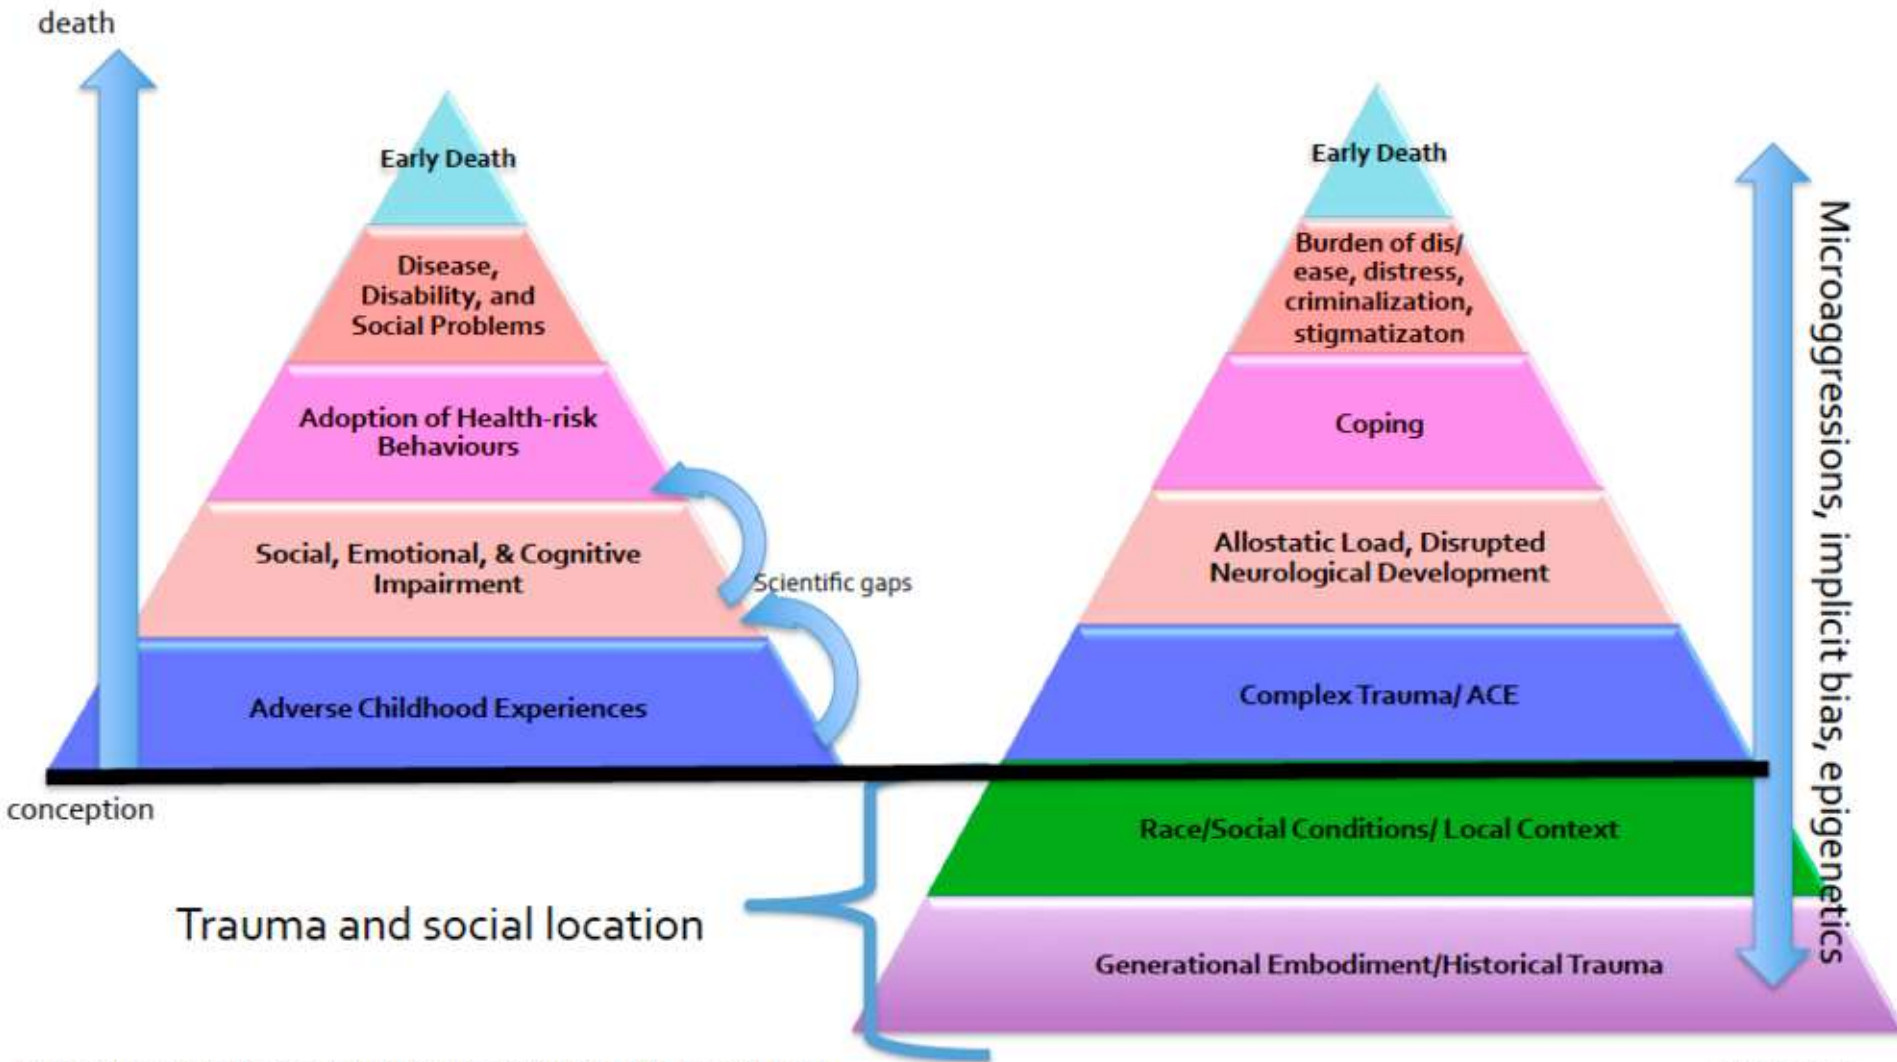 death
Early Death
Disease,
Disability, and
Social Problems
Adoption of Health-risk
Behaviours
Social, Emotional, & Cognitive
Impairment
Scientific gaps
Adverse Childhood Experiences
conception
Trauma and social location
Early Death
Burden of dis/
ease, distress,
criminalization,
stigmatizaton
Coping
Allostatic Load, Disrupted
Neurological Development
Complex Trauma/ ACE
Race/Social Conditions/ Local Context
Generational Embodiment/Historical Trauma
Microaggressions, implicit bias, epigenetics